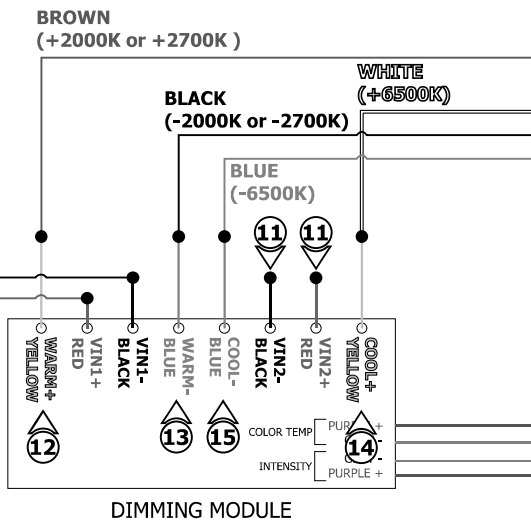 BROWN
(+2000K or +2700K )
WHITE
(+6500K)
BLACK
(-2000K or -2700K)
BLUE
(-6500K)
11
11
WARM+
YELLOW
VIN1+
RED
VIN1-
BLACK
WARM-
BLUE
COOL-
BLUE
VIN2-
BLACK
VIN2+
RED
COOL+
YELLOW
12
13
15
14
COLOR TEMP
+
-
INTENSITY
-
PURPLE +
DIMMING MODULE